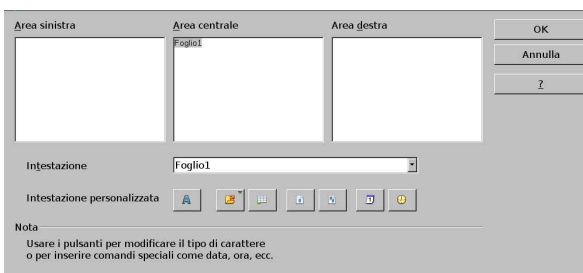 Area sinistra
Area centrale
Area destra
Foglio1
OK
Annulla
?
Intestazione
Foglio1
Intestazione personalizzata
Nota
Usare i pulsanti per modificare il tipo di carattere
o per inserire comandi speciali come data, ora, ecc.